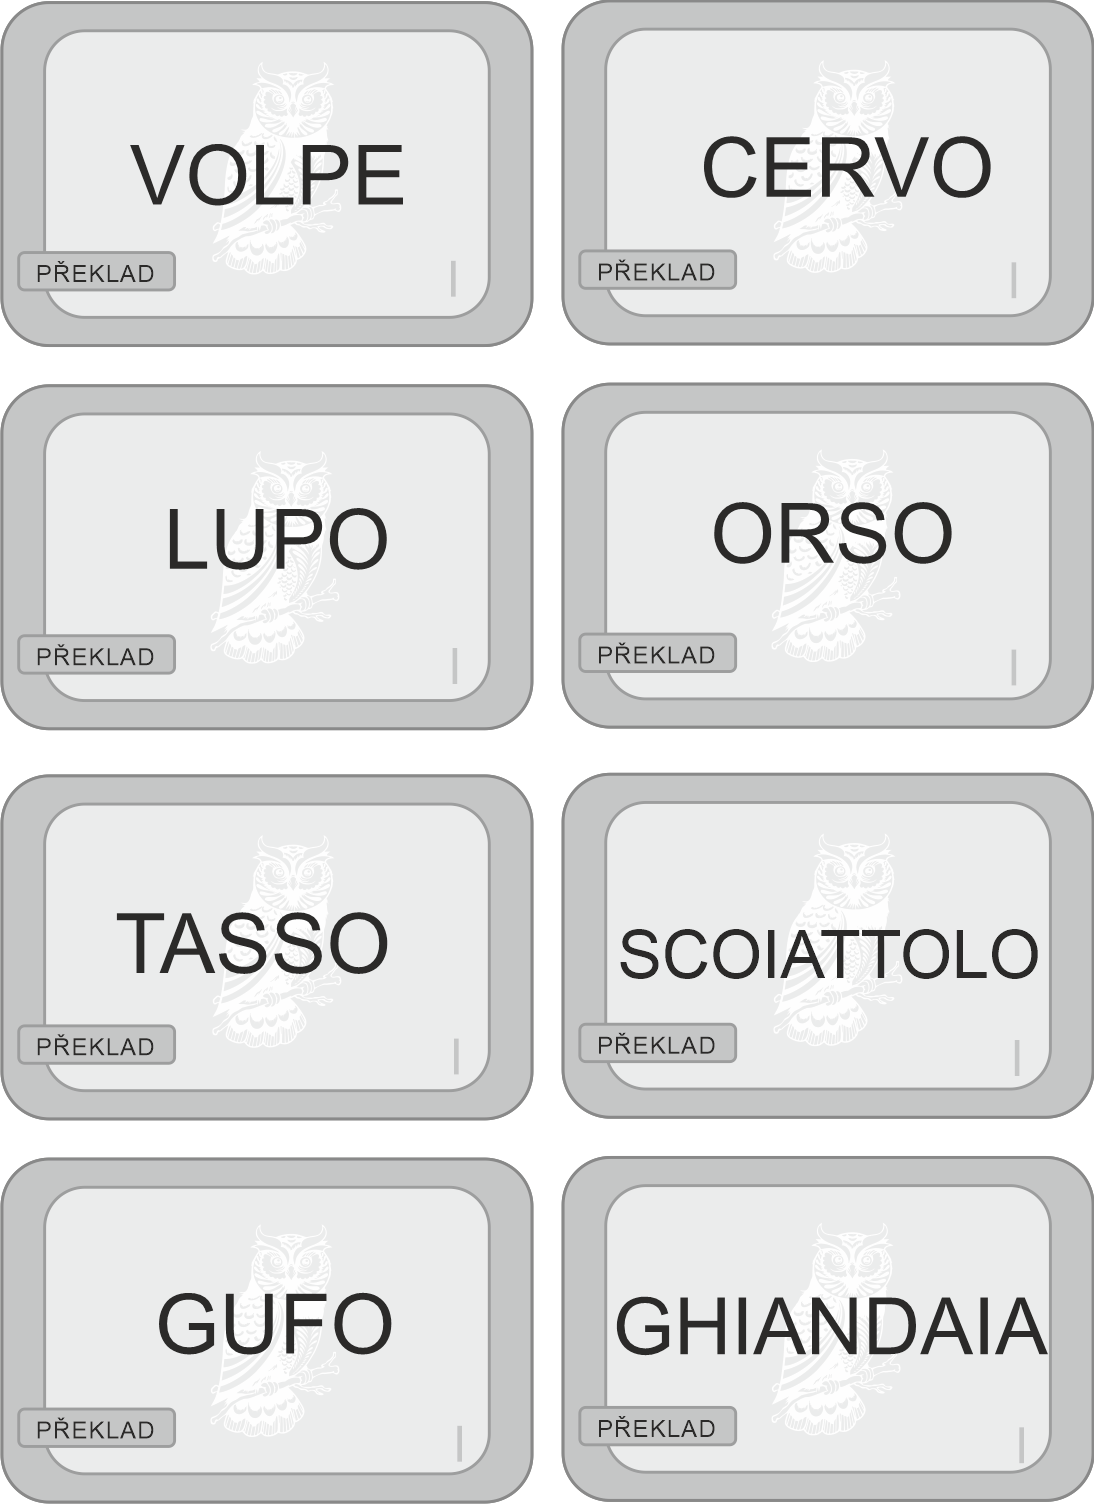 VOLPE
PŘEKLAD
I
CERVO
PŘEKLAD
I
LUPO
PŘEKLAD
I
ORSO
PŘEKLAD
I
TASSO
PŘEKLAD
I
SCOIATTOLO
PŘEKLAD
I
GUFO
PŘEKLAD
I
GHIANDAIA
PŘEKLAD
I